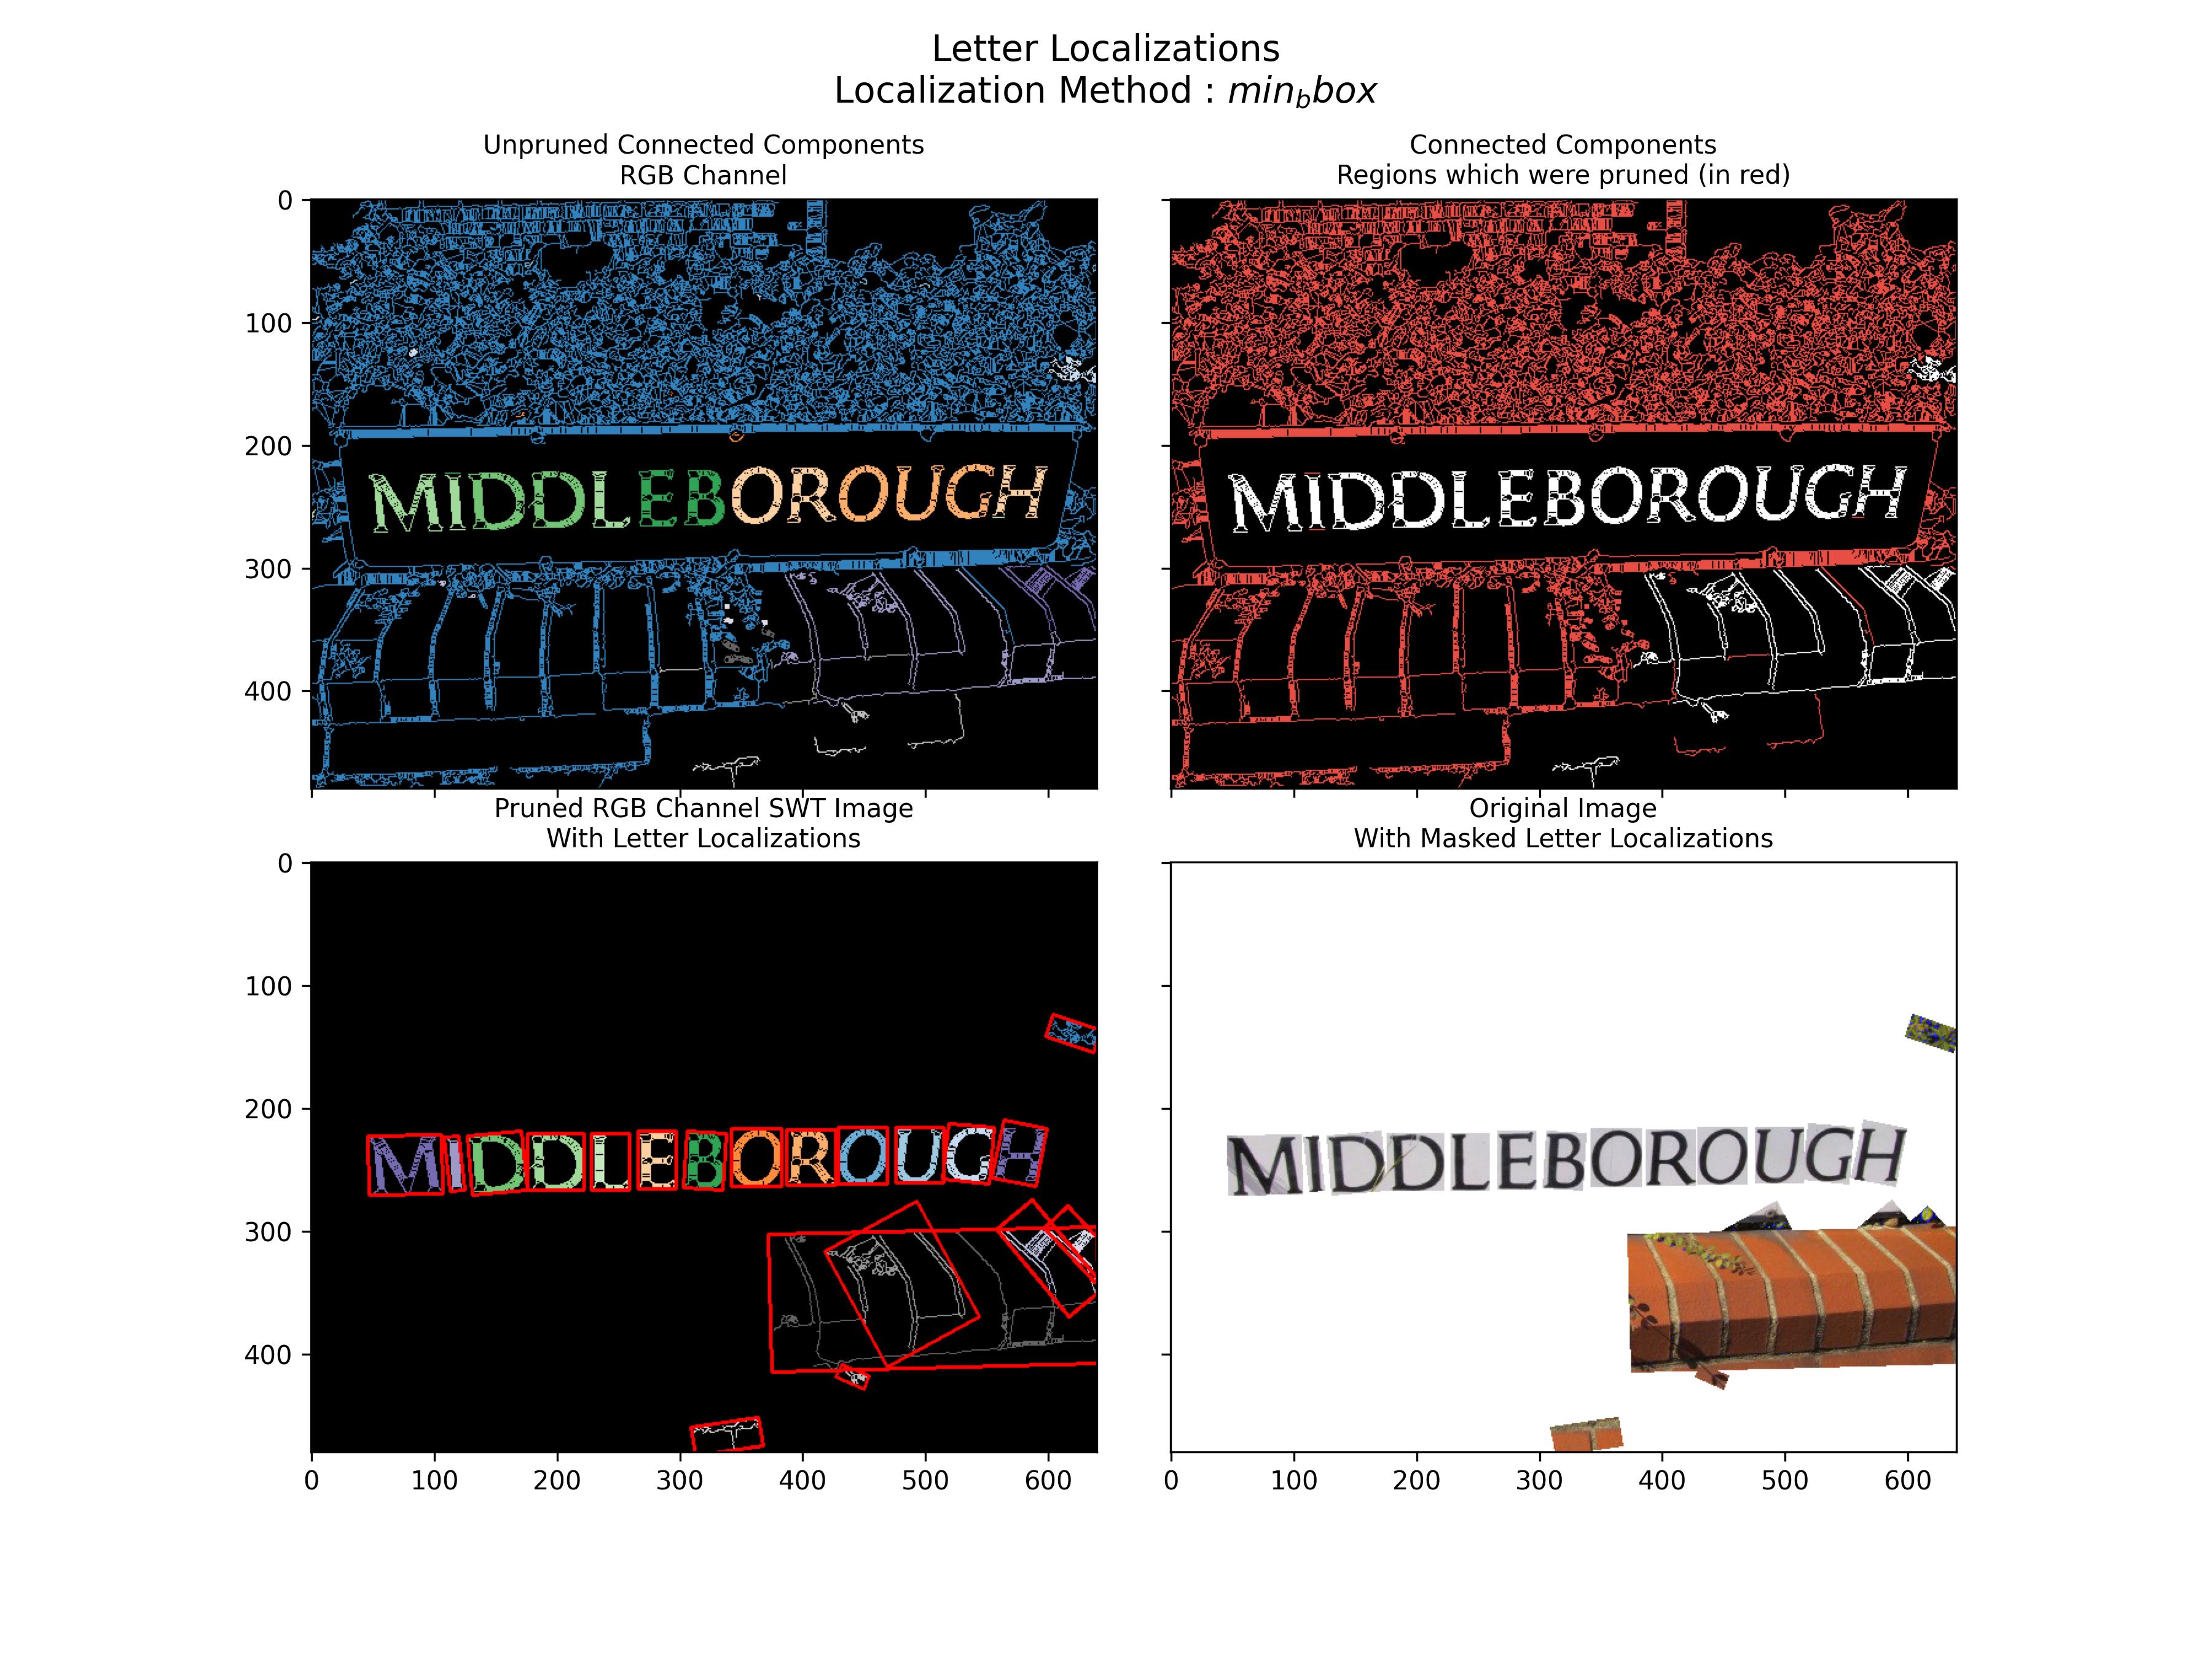 Letter Localizations
Localization Method : min_bbox
Unpruned Connected Components
RGB Channel
Connected Components
Regions which were pruned (in red)
0
100
200
300
400
MIDDLEBOROUGH
MIDDLEBOROUGH
Pruned RGB Channel SWT Image
With Letter Localizations
Original Image
With Masked Letter Localizations
0
100
200
300
400
MIDDLEBOROUGH
MIDDLEBOROUGH
0 100 200 300 400 500 600
0 100 200 300 400 500 600